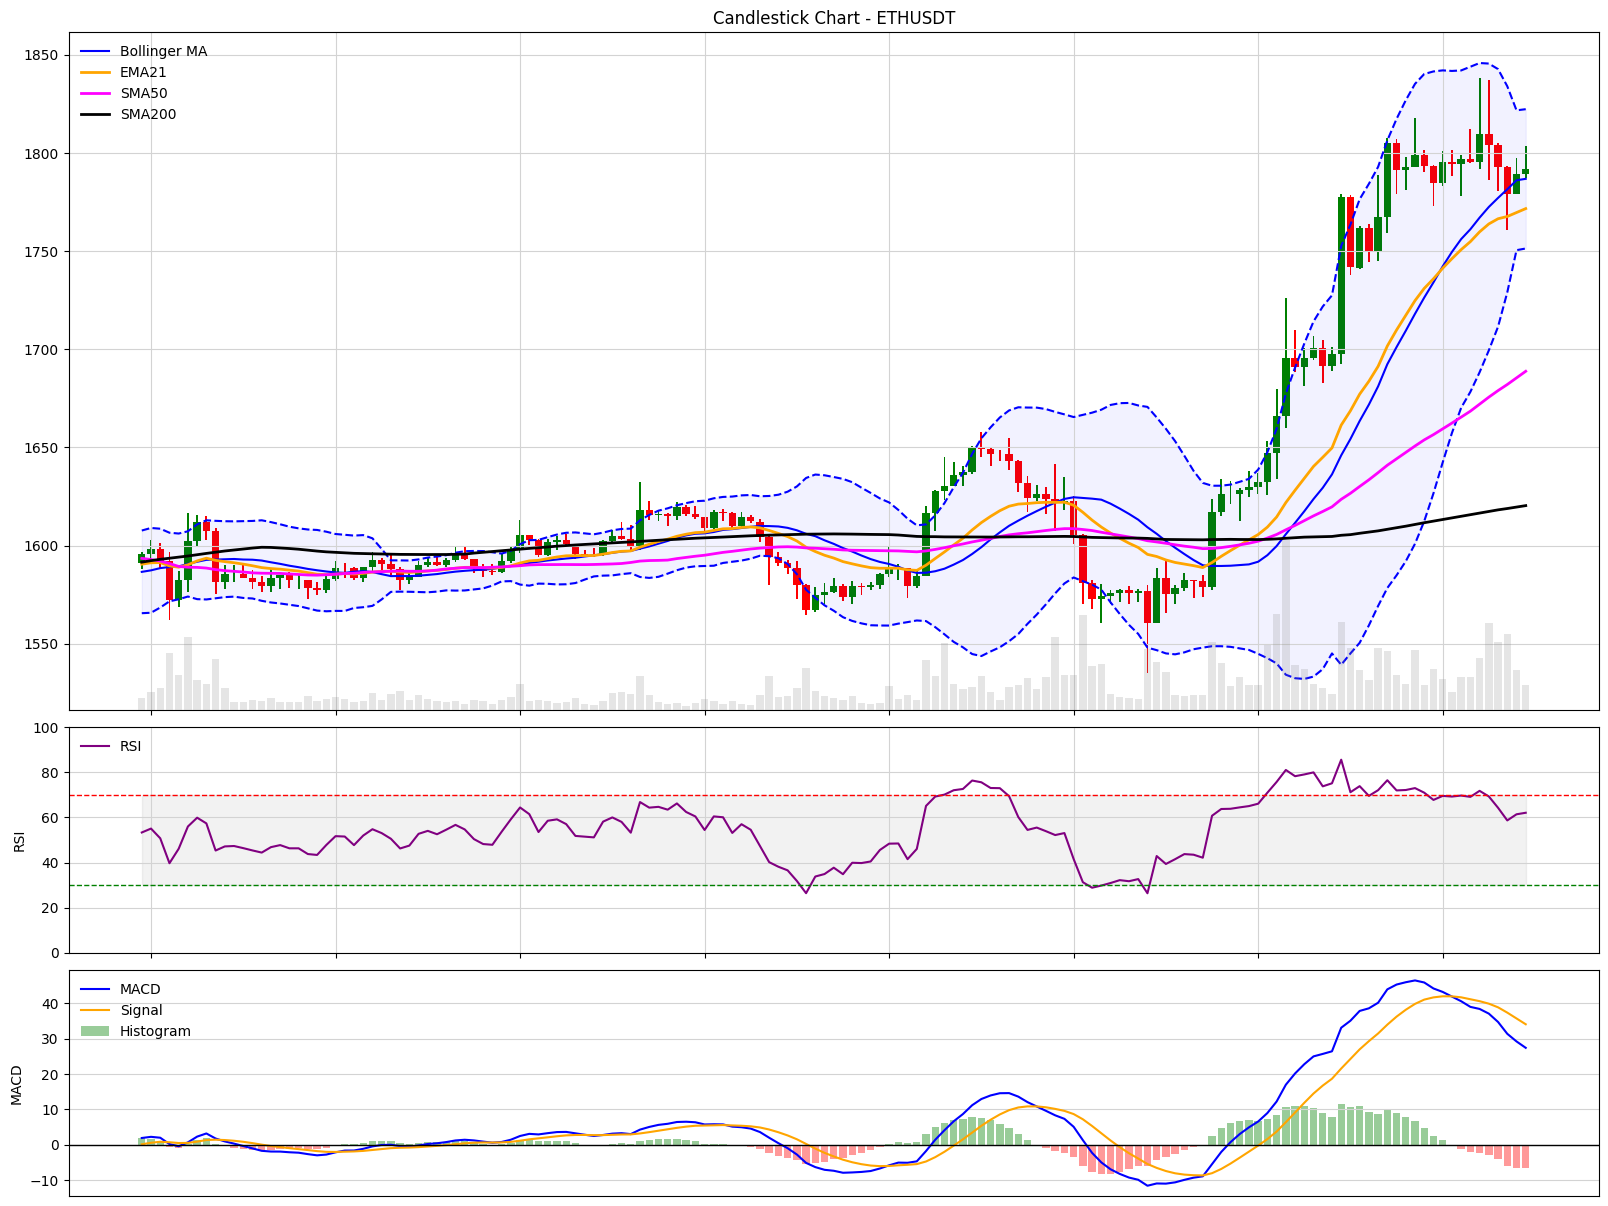 Candlestick Chart - ETHUSDT
Bollinger MA
EMA21
SMA50
SMA200
1850
1800
1750
1700
1650
1600
1550
RSI
RSI
100
80
60
40
20
0
MACD
Signal
Histogram
MACD
40
30
20
10
0
−10